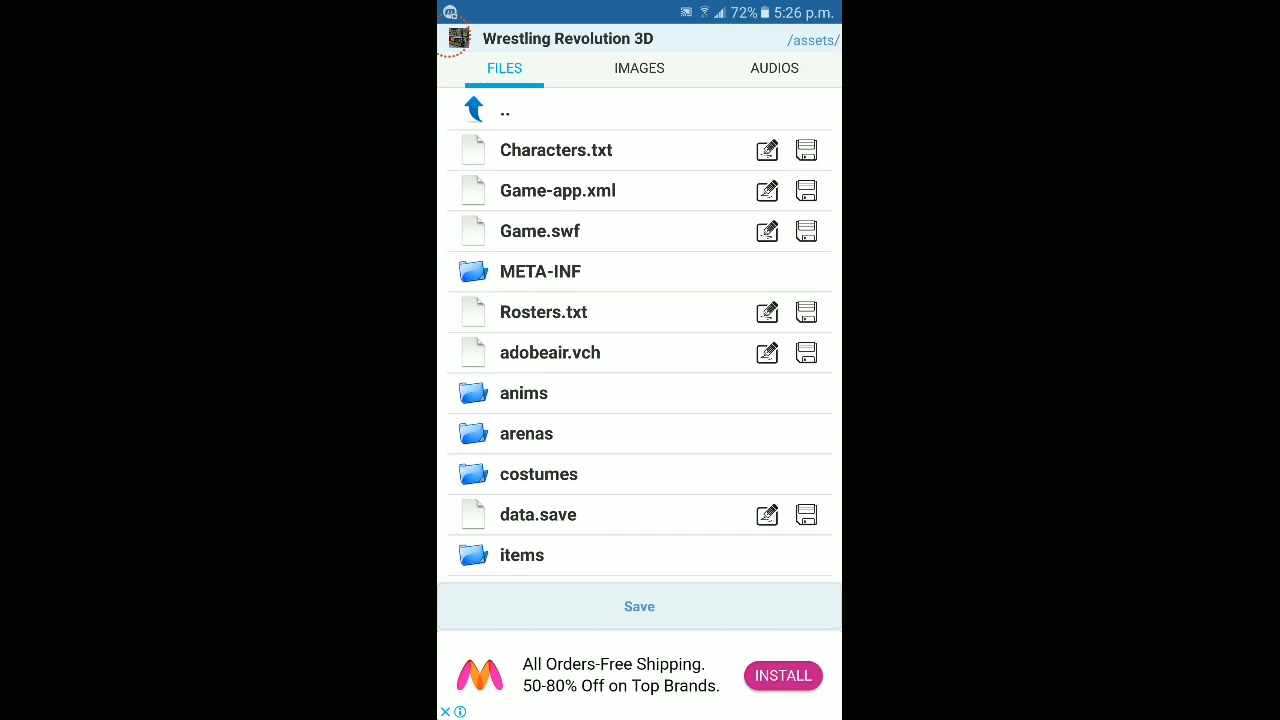 72% 5:26 p.m.
Wrestling Revolution 3D /assets/
FILES IMAGES AUDIOS
..
Characters.txt
Game-app.xml
Game.swf
META-INF
Rosters.txt
adobeair.vch
anims
arenas
costumes
data.save
items
Save
All Orders-Free Shipping.
50-80% Off on Top Brands.
INSTALL